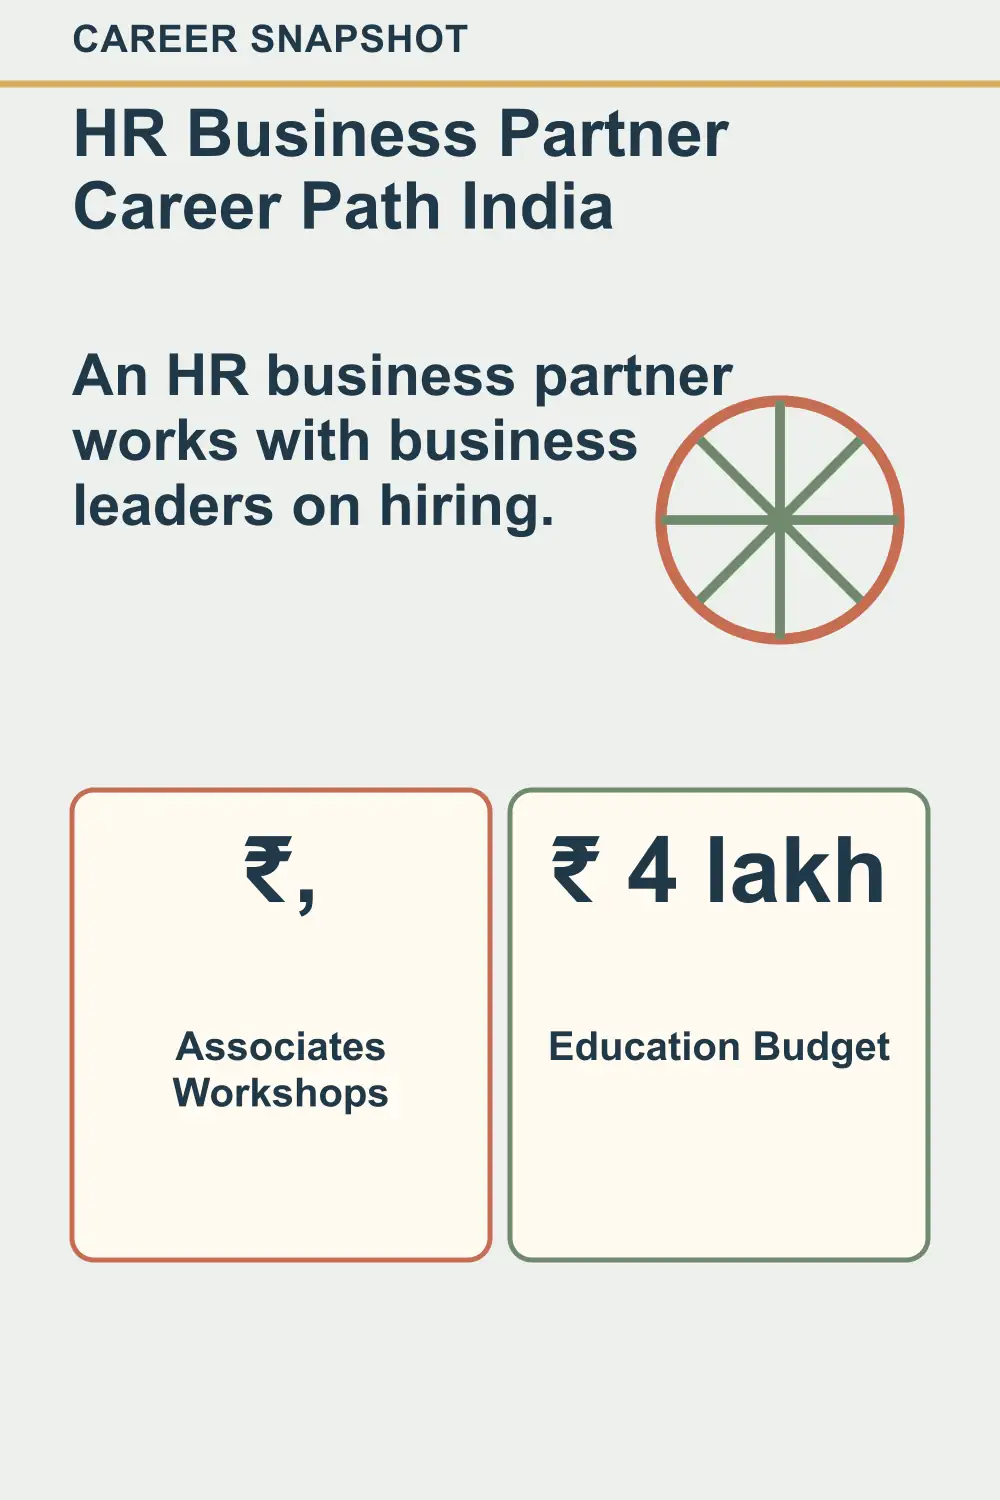 CAREER SNAPSHOT
HR Business Partner
Career Path India
An HR business partner
works with business
leaders on hiring.
₹,
Associates
Workshops
₹ 4 lakh
Education Budget